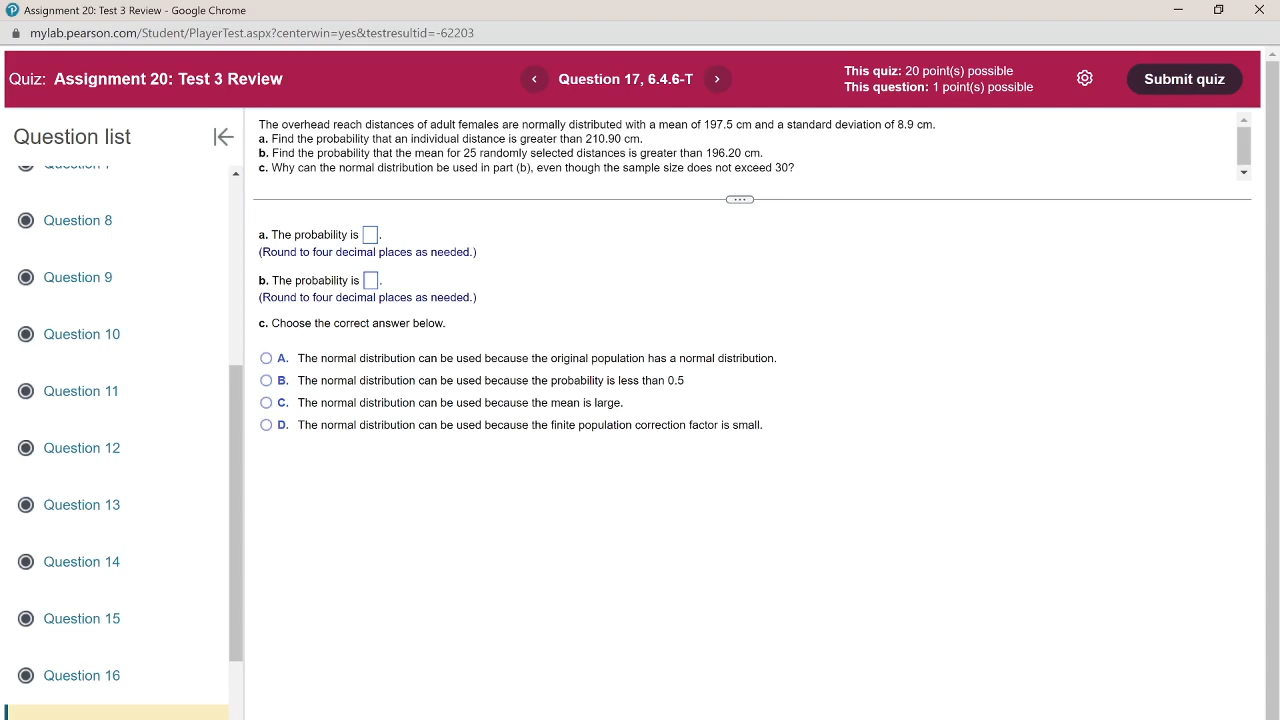 Assignment 20: Test 3 Review - Google Chrome
mylab.pearson.com/Student/PlayerTest.aspx?centerwin=yes&testresultid=-62203
Quiz: Assignment 20: Test 3 Review
Question 17, 6.4.6-T
This quiz: 20 point(s) possible
This question: 1 point(s) possible
Submit quiz
Question list
Question 8
Question 9
Question 10
Question 11
Question 12
Question 13
Question 14
Question 15
Question 16
The overhead reach distances of adult females are normally distributed with a mean of 197.5 cm and a standard deviation of 8.9 cm.
a. Find the probability that an individual distance is greater than 210.90 cm.
b. Find the probability that the mean for 25 randomly selected distances is greater than 196.20 cm.
c. Why can the normal distribution be used in part (b), even though the sample size does not exceed 30?
a. The probability is .
(Round to four decimal places as needed.)
b. The probability is .
(Round to four decimal places as needed.)
c. Choose the correct answer below.
A. The normal distribution can be used because the original population has a normal distribution.
B. The normal distribution can be used because the probability is less than 0.5
C. The normal distribution can be used because the mean is large.
D. The normal distribution can be used because the finite population correction factor is small.